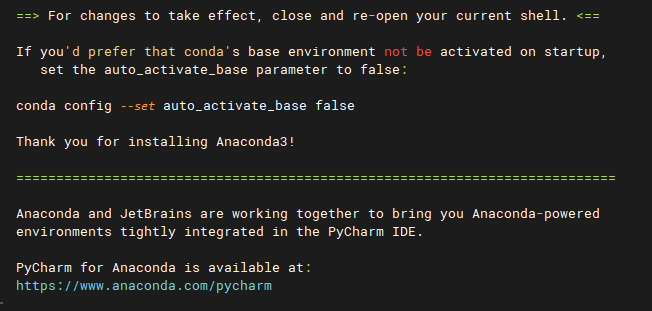 ==> For changes to take effect, close and re-open your current shell. <==
If you'd prefer that conda's base environment not be activated on startup,
set the auto_activate_base parameter to false:
conda config --set auto_activate_base false
Thank you for installing Anaconda3!
===========================================================================
Anaconda and JetBrains are working together to bring you Anaconda-powered
environments tightly integrated in the PyCharm IDE.
PyCharm for Anaconda is available at:
https://www.anaconda.com/pycharm